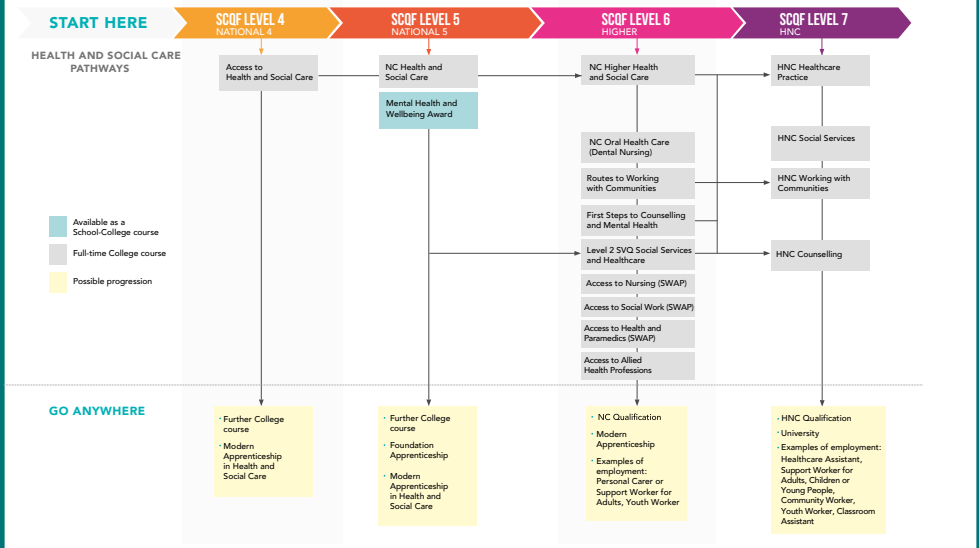 START HERE
SCQF LEVEL 4
NATIONAL 4
SCQF LEVEL 5
NATIONAL 5
SCQF LEVEL 6
HIGHER
SCQF LEVEL 7
HNC
HEALTH AND SOCIAL CARE
PATHWAYS
Access to
Health and Social Care
NC Health and
Social Care
Mental Health and
Wellbeing Award
NC Higher Health
and Social Care
NC Oral Health Care
(Dental Nursing)
Routes to Working
with Communities
First Steps to Counselling
and Mental Health
Level 2 SVQ Social Services
and Healthcare
Access to Nursing (SWAP)
Access to Social Work (SWAP)
Access to Health and
Paramedics (SWAP)
Access to Allied
Health Professions
HNC Healthcare
Practice
HNC Social Services
HNC Working with
Communities
HNC Counselling
Available as a
School-College course
Full-time College course
Possible progression
GO ANYWHERE
· Further College
course
· Modern
Apprenticeship
in Health and
Social Care
· Further College
course
· Foundation
Apprenticeship
· Modern
Apprenticeship
in Health and
Social Care
· NC Qualification
· Modern
Apprenticeship
· Examples of
employment:
Personal Carer or
Support Worker for
Adults, Youth Worker
· HNC Qualification
· University
· Examples of employment:
Healthcare Assistant,
Support Worker for
Adults, Children or
Young People,
Community Worker,
Youth Worker, Classroom
Assistant